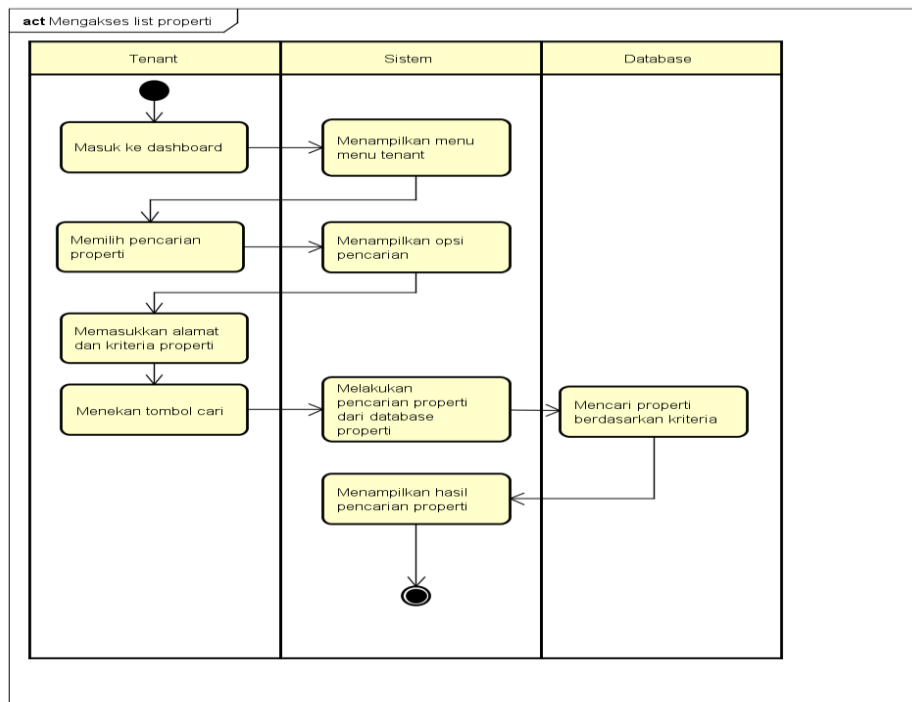 act Mengakses list properti
Tenant
Sistem
Database
Masuk ke dashboard
Menampilkan menu
menu tenant
Memilih pencarian
properti
Menampilkan opsi
pencarian
Memasukkan alamat
dan kriteria properti
Menekan tombol cari
Melakukan
pencarian properti
dari database
properti
Mencari properti
berdasarkan kriteria
Menampilkan hasil
pencarian properti